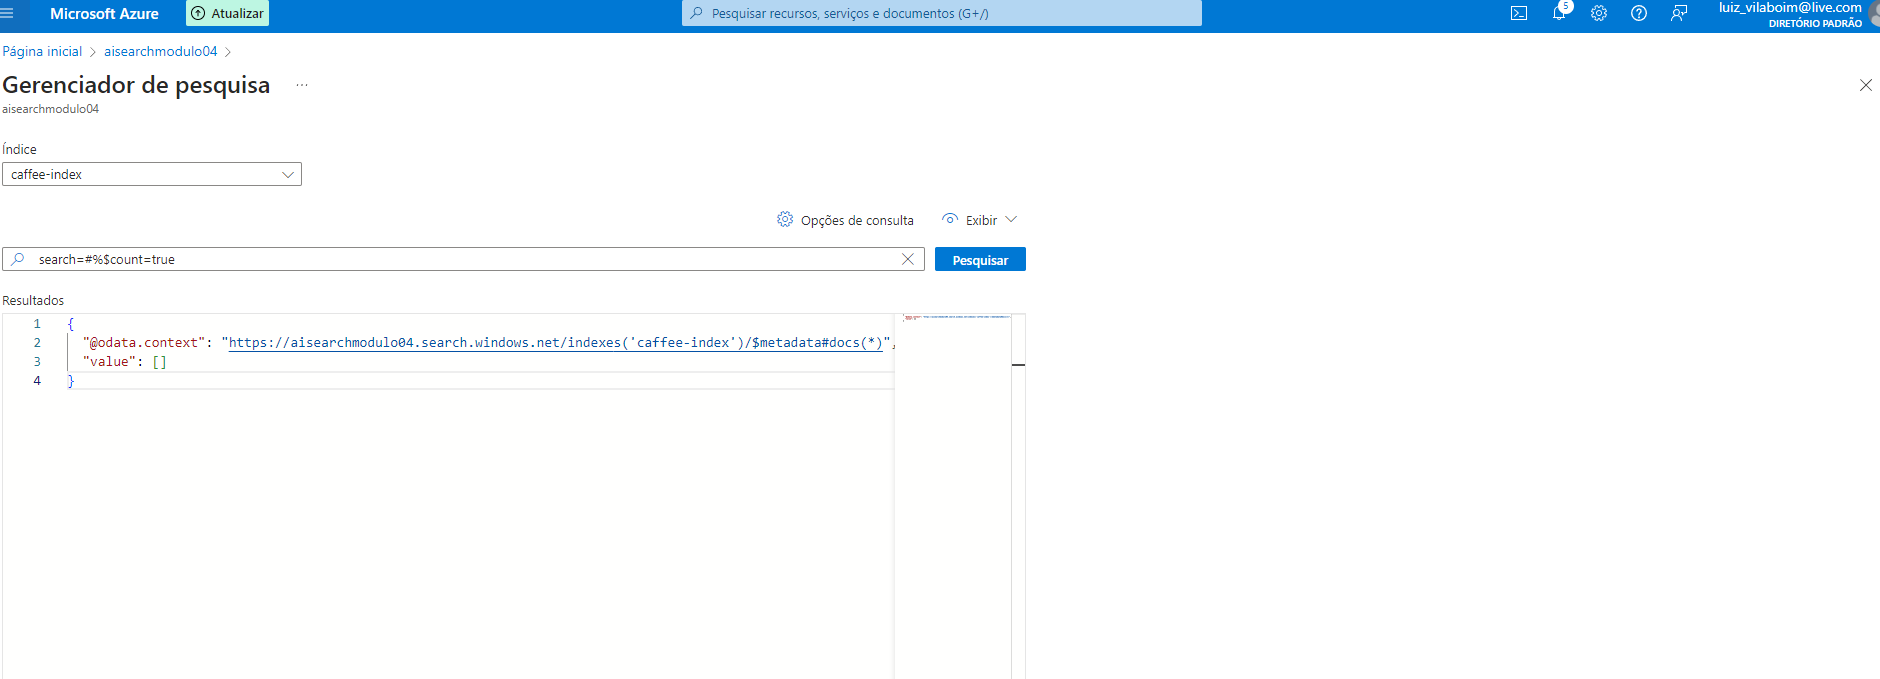 Microsoft Azure
Atualizar
Pesquisar recursos, serviços e documentos (G+/)
5
luiz_vilaboim@live.com
DIRETÓRIO PADRÃO
Página inicial > aisearchmodulo04 >
Gerenciador de pesquisa ...
aisearchmodulo04
Índice
caffee-index
Opções de consulta
Exibir
search=#%$count=true
Pesquisar
Resultados
1 {
2 "@odata.context": "https://aisearchmodulo04.search.windows.net/indexes('caffee-index')/$metadata#docs(*)",
3 "value": []
4 }